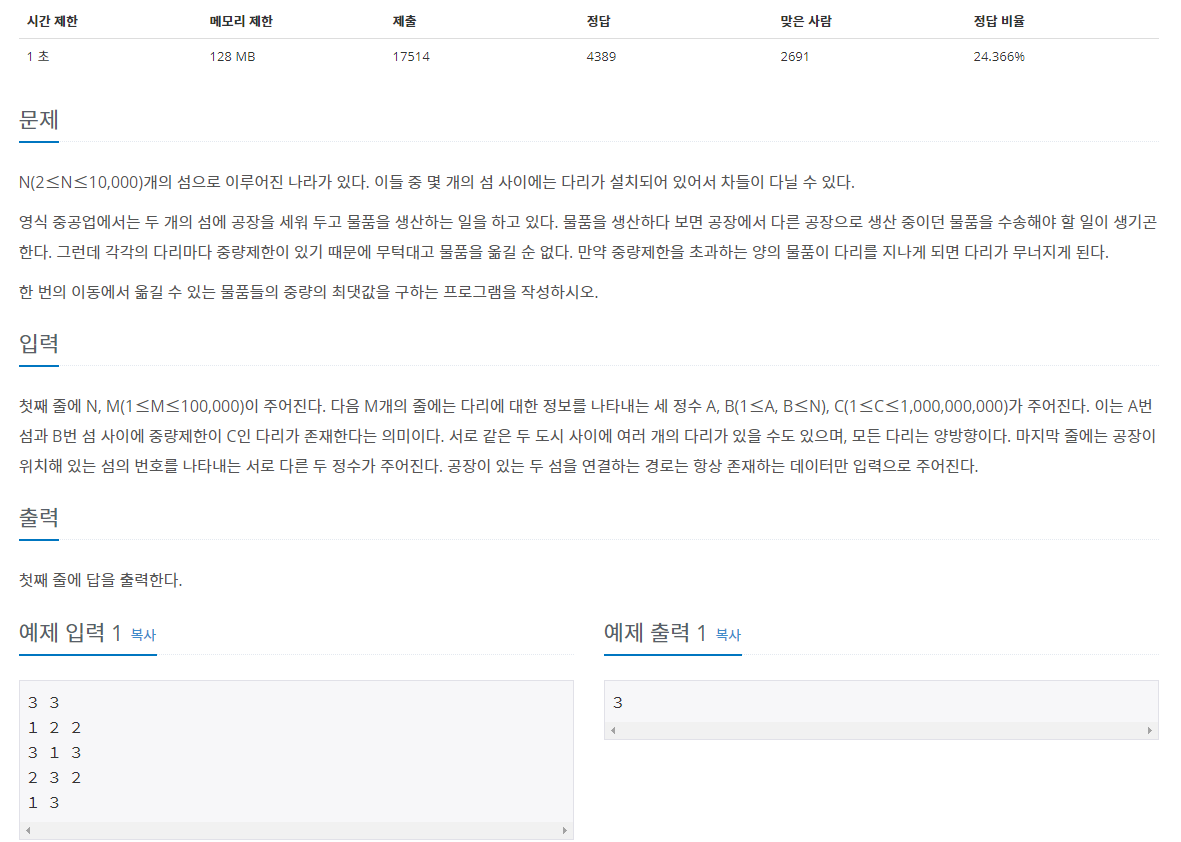 시간 제한 메모리 제한 제출 정답 맞은 사람 정답 비율
1 초 128 MB 17514 4389 2691 24.366%
문제
N(2≤N≤10,000)개의 섬으로 이루어진 나라가 있다. 이들 중 몇 개의 섬 사이에는 다리가 설치되어 있어서 차들이 다닐 수 있다.
영식 중공업에서는 두 개의 섬에 공장을 세워 두고 물품을 생산하는 일을 하고 있다. 물품을 생산하다 보면 공장에서 다른 공장으로 생산 중이던 물품을 수송해야 할 일이 생기곤
한다. 그런데 각각의 다리마다 중량제한이 있기 때문에 무턱대고 물품을 옮길 순 없다. 만약 중량제한을 초과하는 양의 물품이 다리를 지나게 되면 다리가 무너지게 된다.
한 번의 이동에서 옮길 수 있는 물품들의 중량의 최댓값을 구하는 프로그램을 작성하시오.
입력
첫째 줄에 N, M(1≤M≤100,000)이 주어진다. 다음 M개의 줄에는 다리에 대한 정보를 나타내는 세 정수 A, B(1≤A, B≤N), C(1≤C≤1,000,000,000)가 주어진다. 이는 A번
섬과 B번 섬 사이에 중량제한이 C인 다리가 존재한다는 의미이다. 서로 같은 두 도시 사이에 여러 개의 다리가 있을 수도 있으며, 모든 다리는 양방향이다. 마지막 줄에는 공장이
위치해 있는 섬의 번호를 나타내는 서로 다른 두 정수가 주어진다. 공장이 있는 두 섬을 연결하는 경로는 항상 존재하는 데이터만 입력으로 주어진다.
출력
첫째 줄에 답을 출력한다.
예제 입력 1 복사
3 3
1 2 2
3 1 3
2 3 2
1 3
예제 출력 1 복사
3